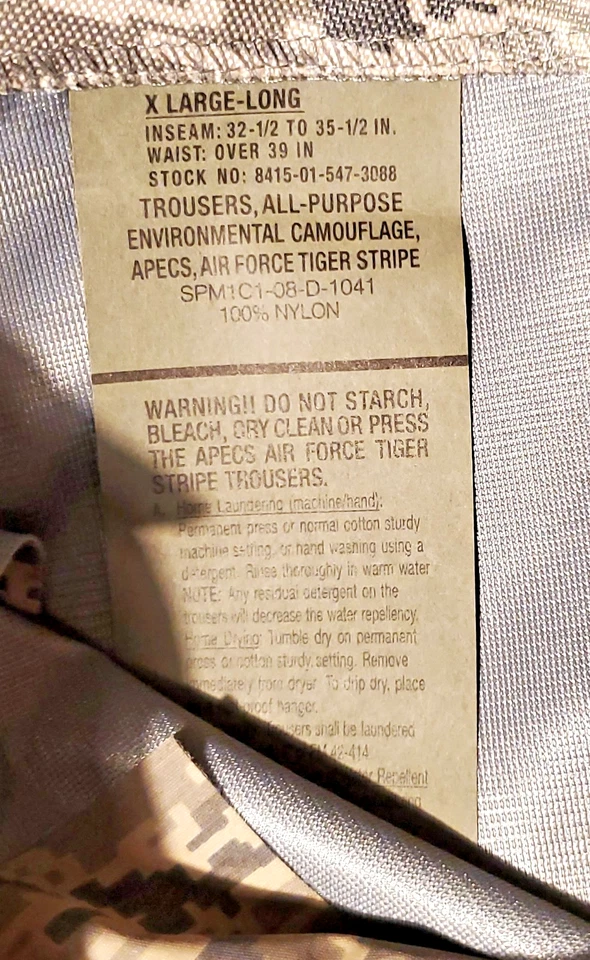 X LARGE-LONG
INSEAM: 32-1/2 TO 35-1/2 IN.
WAIST: OVER 39 IN
STOCK NO: 8415-01-547-3088
TROUSERS, ALL-PURPOSE
ENVIRONMENTAL CAMOUFLAGE,
APECS, AIR FORCE TIGER STRIPE
SPM1C1-08-D-1041
100% NYLON
WARNING!! DO NOT STARCH,
BLEACH, DRY CLEAN OR PRESS
THE APECS AIR FORCE TIGER
STRIPE TROUSERS.
A. Home Laundering (machine/hand):
Permanent press or normal cotton sturdy
machine setting, or hand washing using a
detergent. Rinse thoroughly in warm water
NOTE: Any residual detergent on the
trousers will decrease the water repellency.
Home Drying: Tumble dry on permanent
press or cotton sturdy setting. Remove
immediately from dryer. To drip dry, place
hanger.
shall be laundered
42-414
Repellent